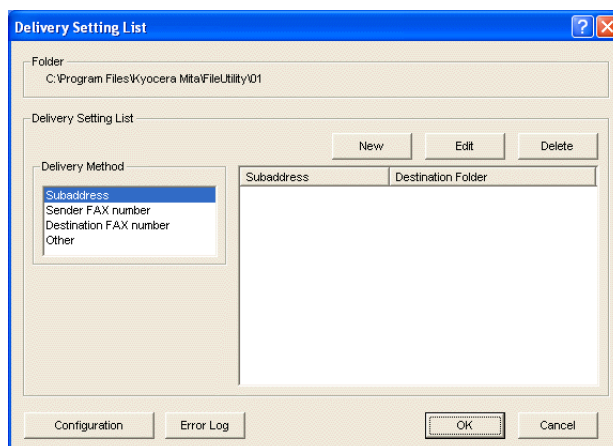 Delivery Setting List
Folder
C:\Program Files\Kyocera Mita\FileUtility\01
Delivery Setting List
New Edit Delete
Delivery Method
Subaddress
Sender FAX number
Destination FAX number
Other
Subaddress Destination Folder
Configuration Error Log OK Cancel